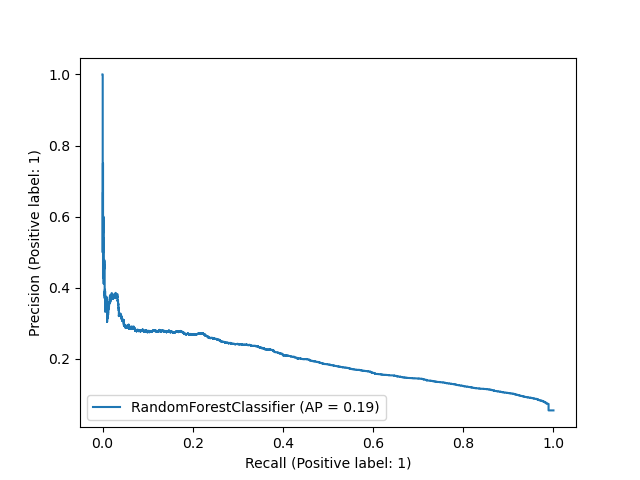 1.0
0.8
0.6
0.4
0.2
Precision (Positive label: 1)
RandomForestClassifier (AP = 0.19)
0.0 0.2 0.4 0.6 0.8 1.0
Recall (Positive label: 1)